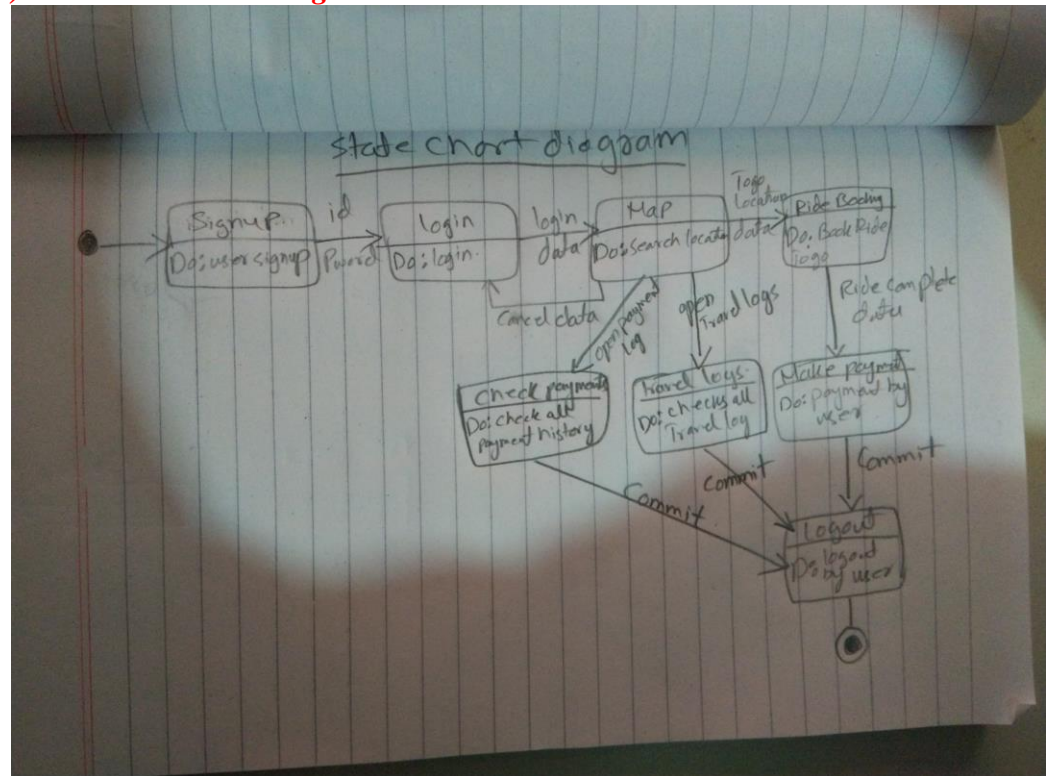 State chart diagram
Signup
Do: user signup
id
login
Do: login.
login
data
Map
Do: search locatio
Togo
Location
data
Ride Booking
Do: Book Ride
Togo
Cancel data
open payment
log
open
Travel logs
Ride complete
data
Check payments
Do: check all
payment history
Travel logs
Do: checks all
Travel log
Make payment
Do: payment by
user
Commit
Commit
Commit
Logout
Do: logout
by user